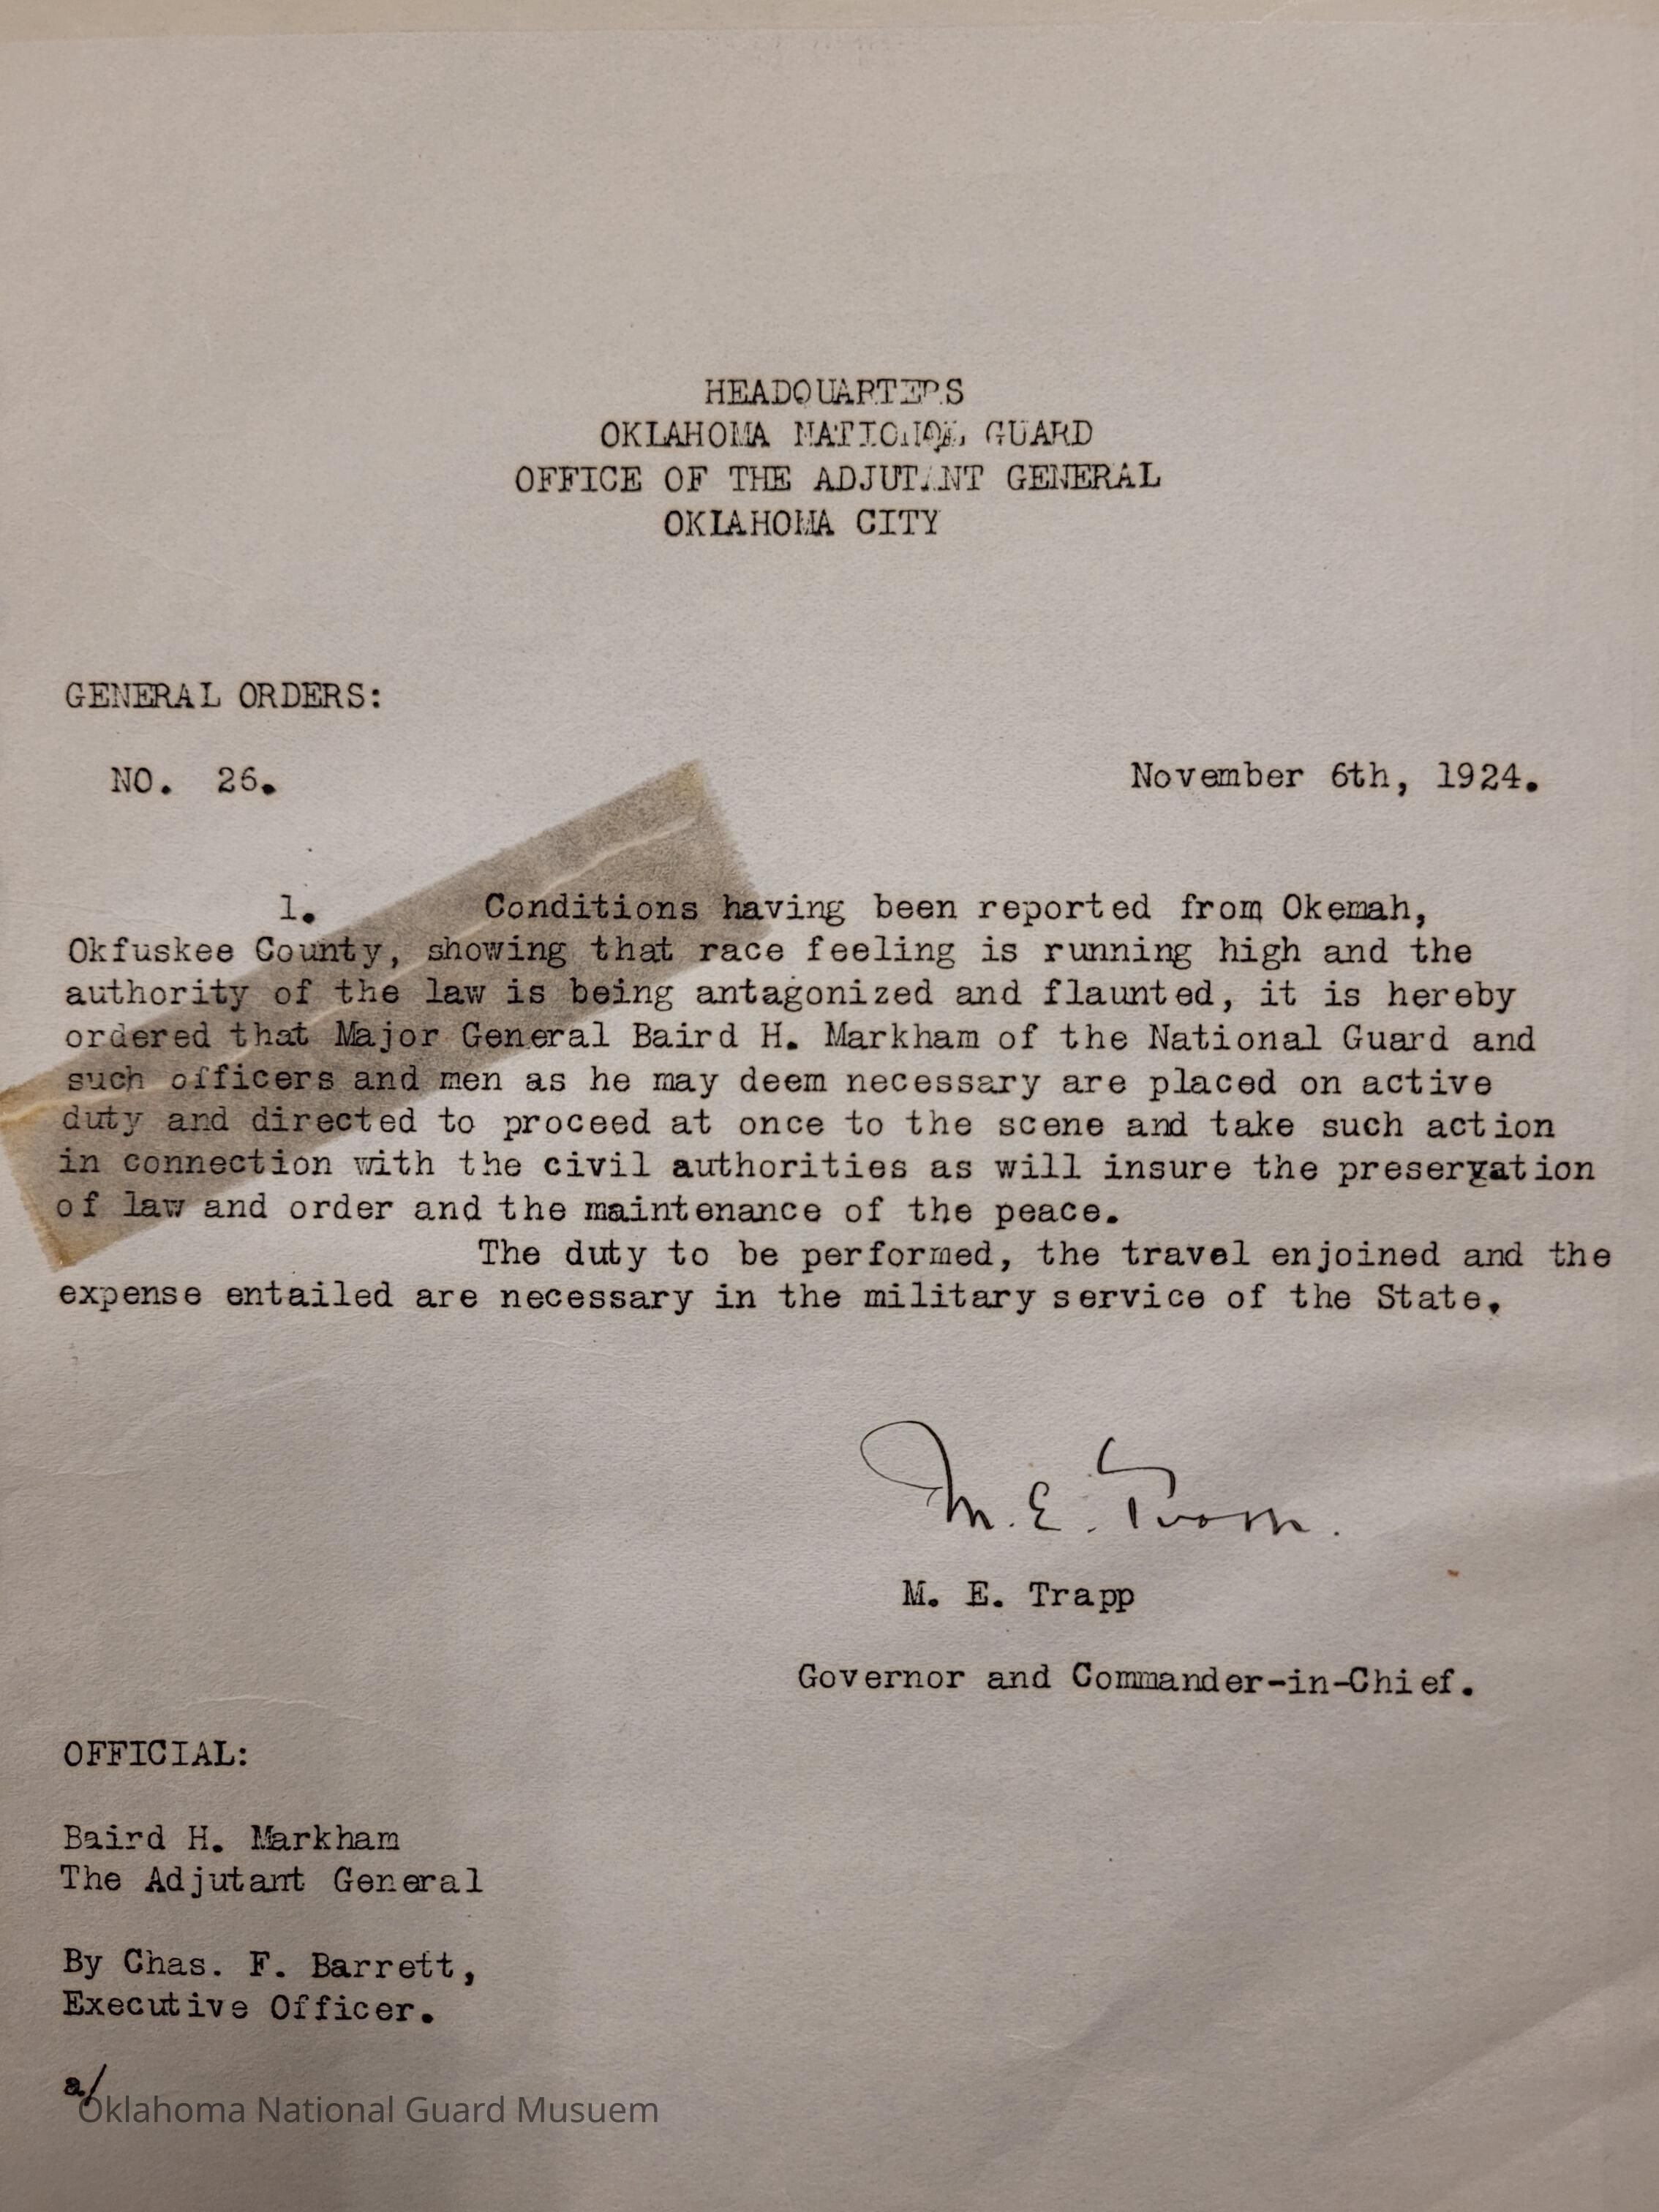 HEADQUARTERS
OKLAHOMA NATIONAL GUARD
OFFICE OF THE ADJUTANT GENERAL
OKLAHOMA CITY
GENERAL ORDERS:
NO. 26. November 6th, 1924.
1. Conditions having been reported from Okemah,
Okfuskee County, showing that race feeling is running high and the
authority of the law is being antagonized and flaunted, it is hereby
ordered that Major General Baird H. Markham of the National Guard and
such officers and men as he may deem necessary are placed on active
duty and directed to proceed at once to the scene and take such action
in connection with the civil authorities as will insure the preservation
of law and order and the maintenance of the peace.
The duty to be performed, the travel enjoined and the
expense entailed are necessary in the military service of the State.
M. E. Trapp.
M. E. Trapp
Governor and Commander-in-Chief.
OFFICIAL:
Baird H. Markham
The Adjutant General
By Chas. F. Barrett,
Executive Officer.
a/
Oklahoma National Guard Musuem